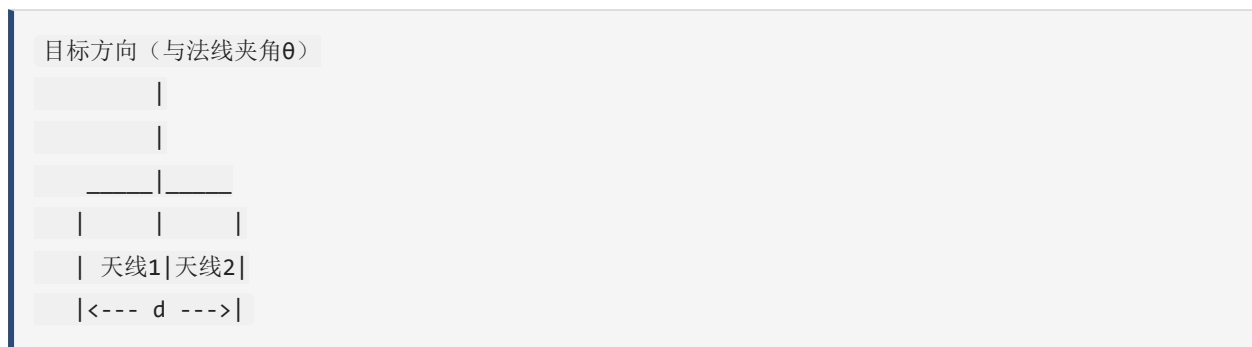 目标方向（与法线夹角θ）
          |
          |
    _____|_____
   |     |     |
   | 天线1|天线2|
   |<--- d --->|